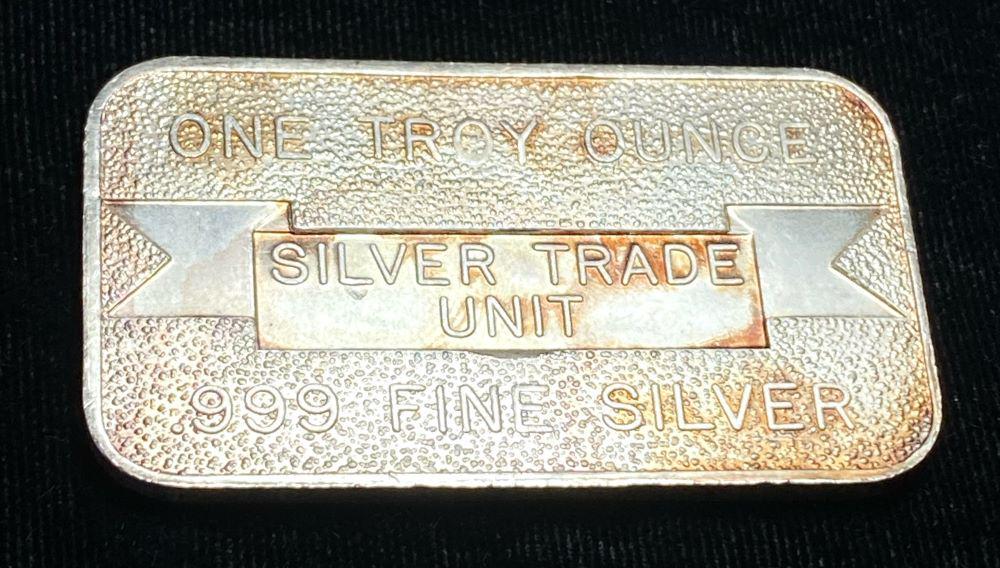 ONE TROY OUNCE
SILVER TRADE
UNIT
.999 FINE SILVER